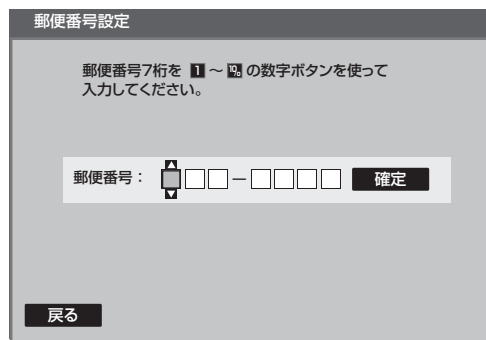 郵便番号設定
郵便番号7桁を 1 ~ 10/0 の数字ボタンを使って
入力してください。
郵便番号: □□□-□□□□ 確定
戻る